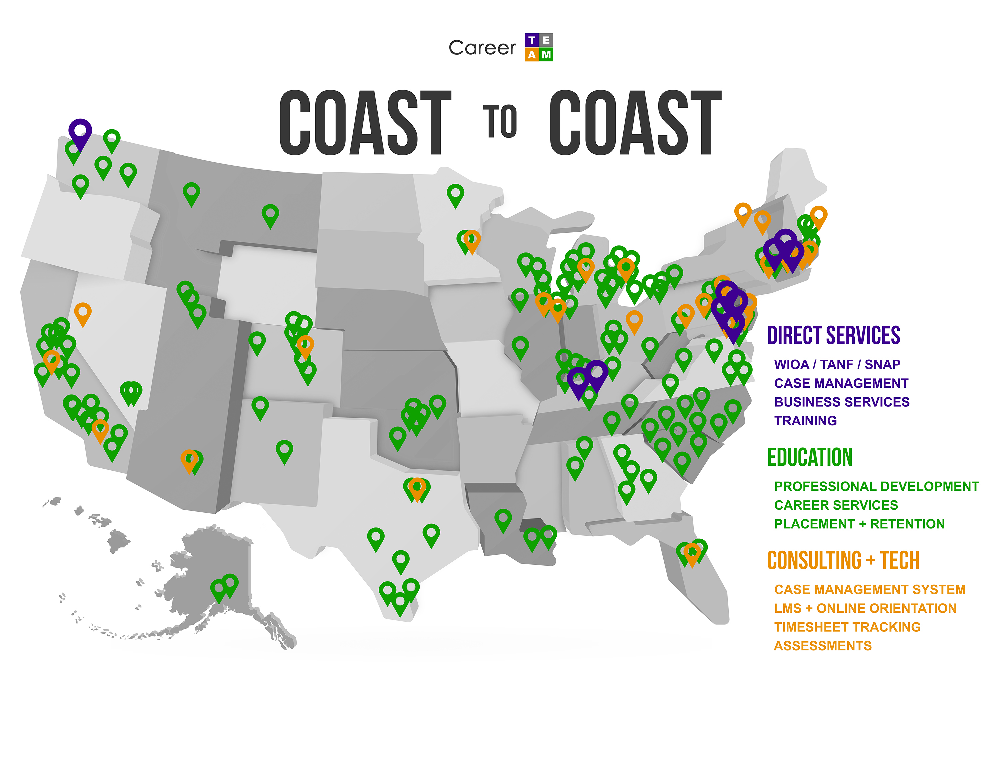 Career TEAM
COAST TO COAST
DIRECT SERVICES
WIOA / TANF / SNAP
CASE MANAGEMENT
BUSINESS SERVICES
TRAINING
EDUCATION
PROFESSIONAL DEVELOPMENT
CAREER SERVICES
PLACEMENT + RETENTION
CONSULTING + TECH
CASE MANAGEMENT SYSTEM
LMS + ONLINE ORIENTATION
TIMESHEET TRACKING
ASSESSMENTS